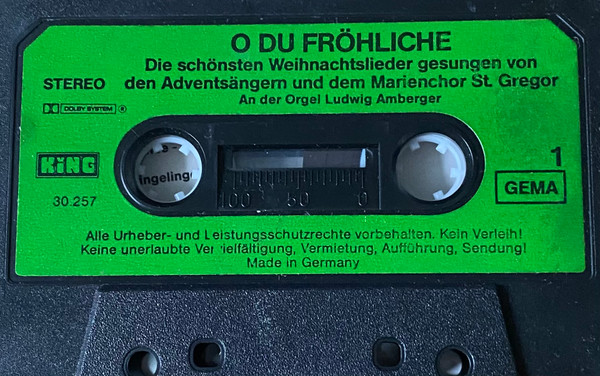 O DU FRÖHLICHE
Die schönsten Weihnachtslieder gesungen von
STEREO den Adventsängern und dem Marienchor St. Gregor
DOLBY SYSTEM
An der Orgel Ludwig Amberger
KING
30.257
ingeling
100 50 0
1
GEMA
Alle Urheber- und Leistungsschutzrechte vorbehalten. Kein Verleih!
Keine unerlaubte Vervielfältigung, Vermietung, Aufführung, Sendung!
Made in Germany